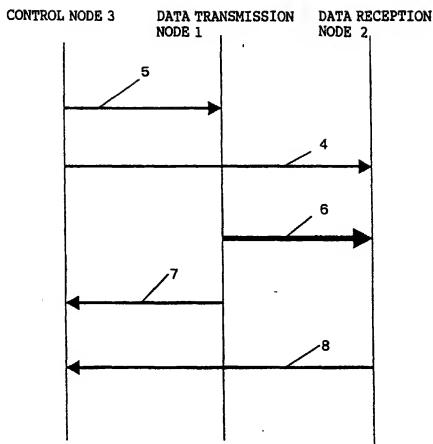 CONTROL NODE 3
DATA TRANSMISSION
NODE 1
DATA RECEPTION
NODE 2
5
4
6
7
8